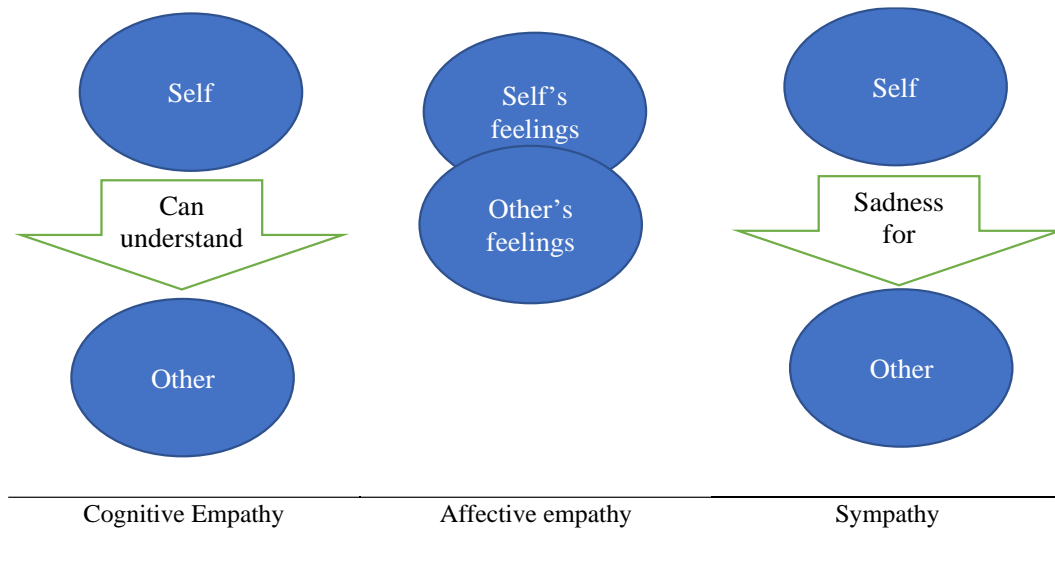 Self
Can
understand
Other
Cognitive Empathy
Self’s
feelings
Other’s
feelings
Affective empathy
Self
Sadness
for
Other
Sympathy